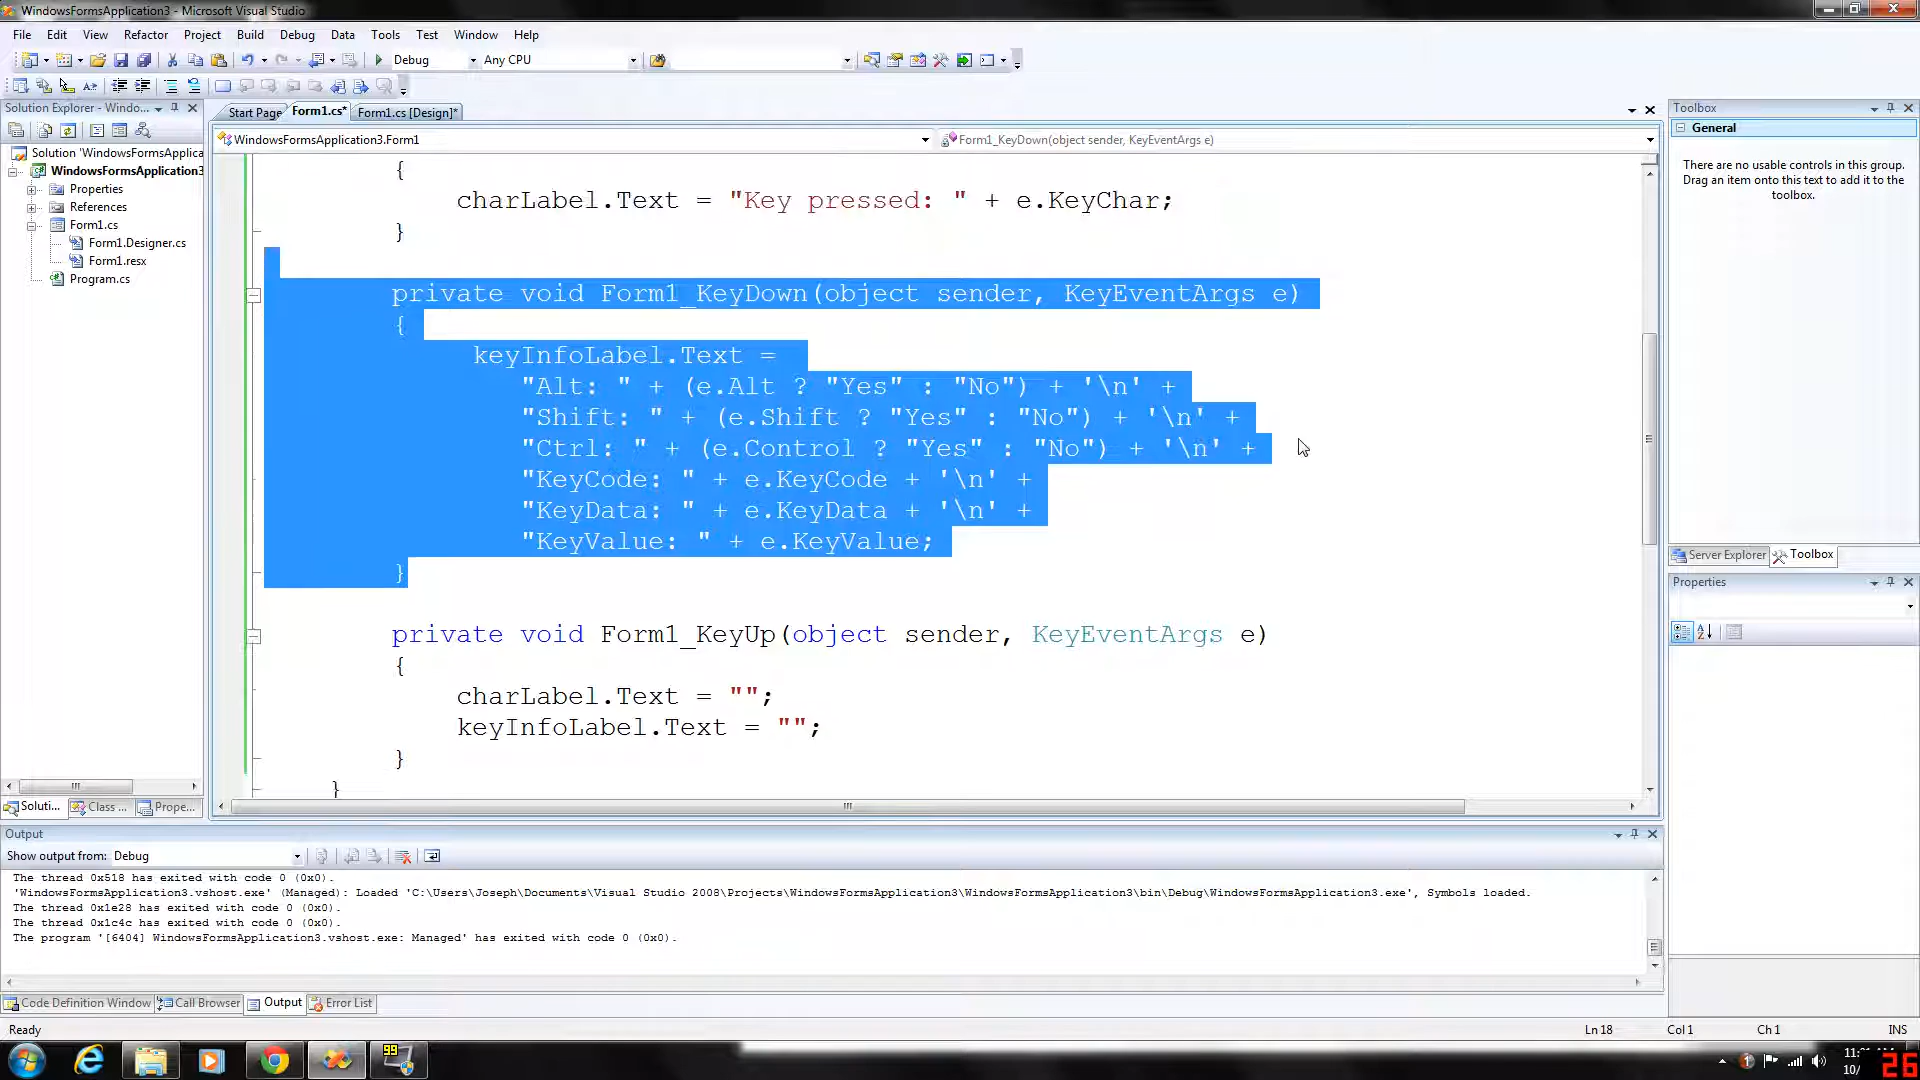 WindowsFormsApplication3 - Microsoft Visual Studio
File Edit View Refactor Project Build Debug Data Tools Test Window Help
Debug Any CPU
Solution Explorer - Windo...
Start Page Form1.cs* Form1.cs [Design]*
WindowsFormsApplication3.Form1
Form1_KeyDown(object sender, KeyEventArgs e)
Solution 'WindowsFormsApplica
WindowsFormsApplication3
Properties
References
Form1.cs
Form1.Designer.cs
Form1.resx
Program.cs
{
charLabel.Text = "Key pressed: " + e.KeyChar;
}
private void Form1_KeyDown(object sender, KeyEventArgs e)
{
keyInfoLabel.Text =
"Alt: " + (e.Alt ? "Yes" : "No") + '\n' +
"Shift: " + (e.Shift ? "Yes" : "No") + '\n' +
"Ctrl: " + (e.Control ? "Yes" : "No") + '\n' +
"KeyCode: " + e.KeyCode + '\n' +
"KeyData: " + e.KeyData + '\n' +
"KeyValue: " + e.KeyValue;
}
private void Form1_KeyUp(object sender, KeyEventArgs e)
{
charLabel.Text = "";
keyInfoLabel.Text = "";
}
}
Toolbox
General
There are no usable controls in this group.
Drag an item onto this text to add it to the
toolbox.
Server Explorer Toolbox
Properties
Soluti... Class ... Prope...
Output
Show output from: Debug
The thread 0x518 has exited with code 0 (0x0).
'WindowsFormsApplication3.vshost.exe' (Managed): Loaded 'C:\Users\Joseph\Documents\Visual Studio 2008\Projects\WindowsFormsApplication3\WindowsFormsApplication3\bin\Debug\WindowsFormsApplication3.exe', Symbols loaded.
The thread 0x1e28 has exited with code 0 (0x0).
The thread 0x1c4c has exited with code 0 (0x0).
The program '[6404] WindowsFormsApplication3.vshost.exe: Managed' has exited with code 0 (0x0).
Code Definition Window Call Browser Output Error List
Ready Ln 18 Col 1 Ch 1 INS
99
10/
26